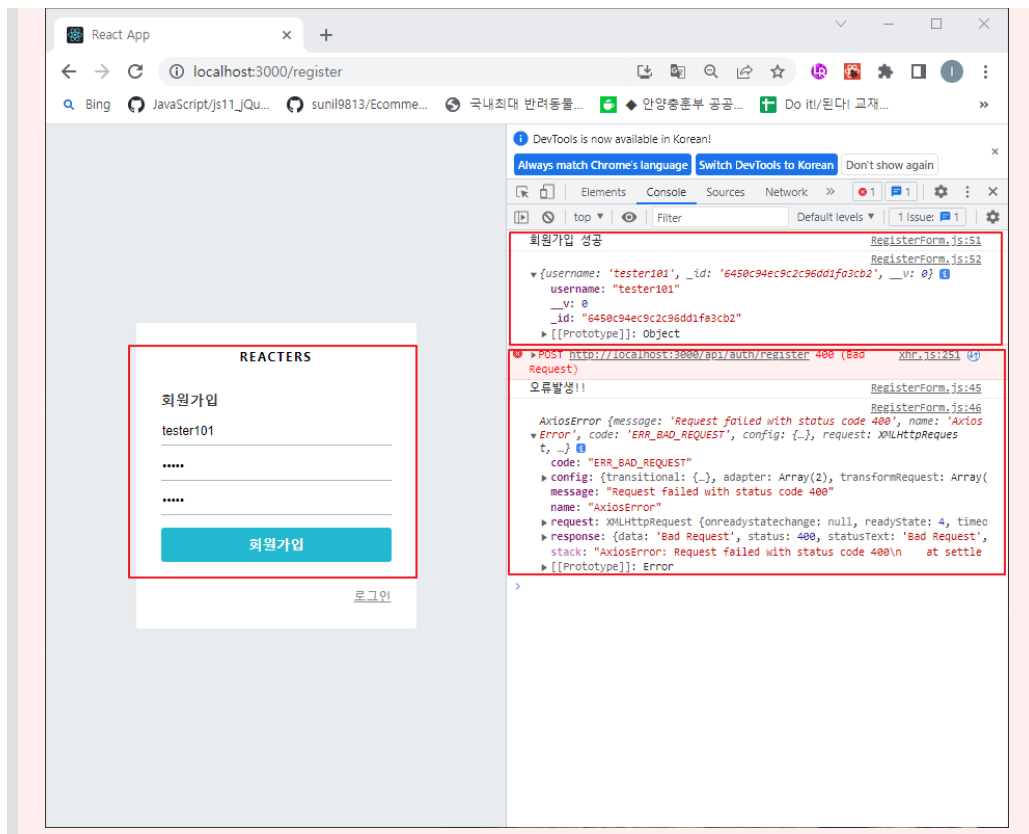 React App
localhost:3000/register
Bing
JavaScript/js11_jQu...
sunil9813/Ecomme...
국내최대 반려동물...
◆ 안양충훈부 공공...
Do it!/된다! 교재...
»
DevTools is now available in Korean!
Always match Chrome's language
Switch DevTools to Korean
Don't show again
Elements
Console
Sources
Network
»
1
1
top
Filter
Default levels
1 Issue:
1
회원가입 성공
RegisterForm.js:51
RegisterForm.js:52
{username: 'tester101', _id: '6450c94ec9c2c96dd1fa3cb2', __v: 0}
username: "tester101"
__v: 0
_id: "6450c94ec9c2c96dd1fa3cb2"
[[Prototype]]: Object
POST http://localhost:3000/api/auth/register 400 (Bad
xhr.js:251
Request)
오류발생!!
RegisterForm.js:45
RegisterForm.js:46
AxiosError {message: 'Request failed with status code 400', name: 'Axios
Error', code: 'ERR_BAD_REQUEST', config: {…}, request: XMLHttpReques
t, …}
code: "ERR_BAD_REQUEST"
config: {transitional: {…}, adapter: Array(2), transformRequest: Array(
message: "Request failed with status code 400"
name: "AxiosError"
request: XMLHttpRequest {onreadystatechange: null, readyState: 4, timeo
response: {data: 'Bad Request', status: 400, statusText: 'Bad Request',
stack: "AxiosError: Request failed with status code 400\n at settle
[[Prototype]]: Error
REACTERS
회원가입
tester101
•••••
•••••
회원가입
로그인